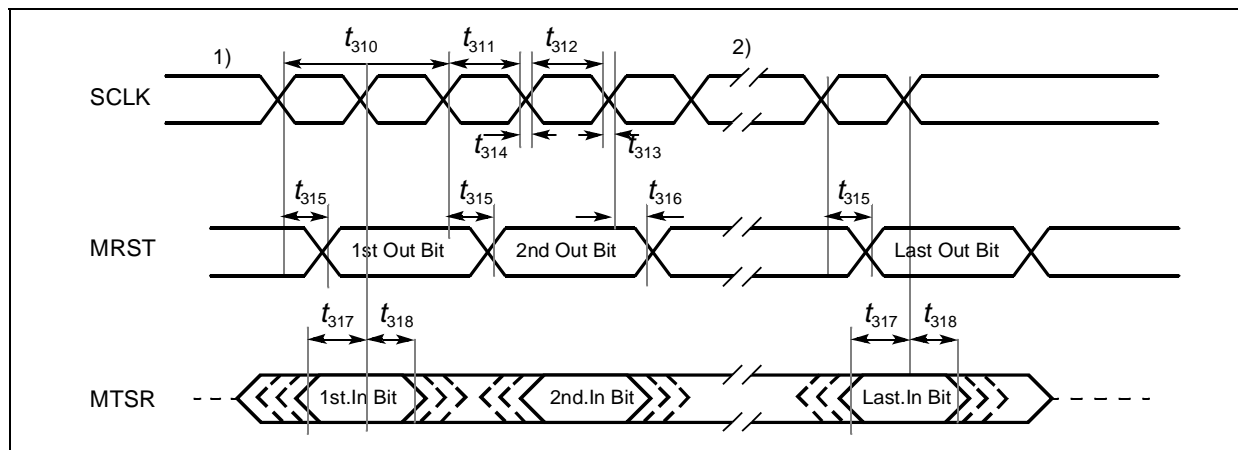 1) t310 t311 t312 2)
SCLK
t314 t313
t315 t315 t316 t315
MRST 1st Out Bit 2nd Out Bit Last Out Bit
t317 t318 t317 t318
MTSR 1st.In Bit 2nd.In Bit Last.In Bit